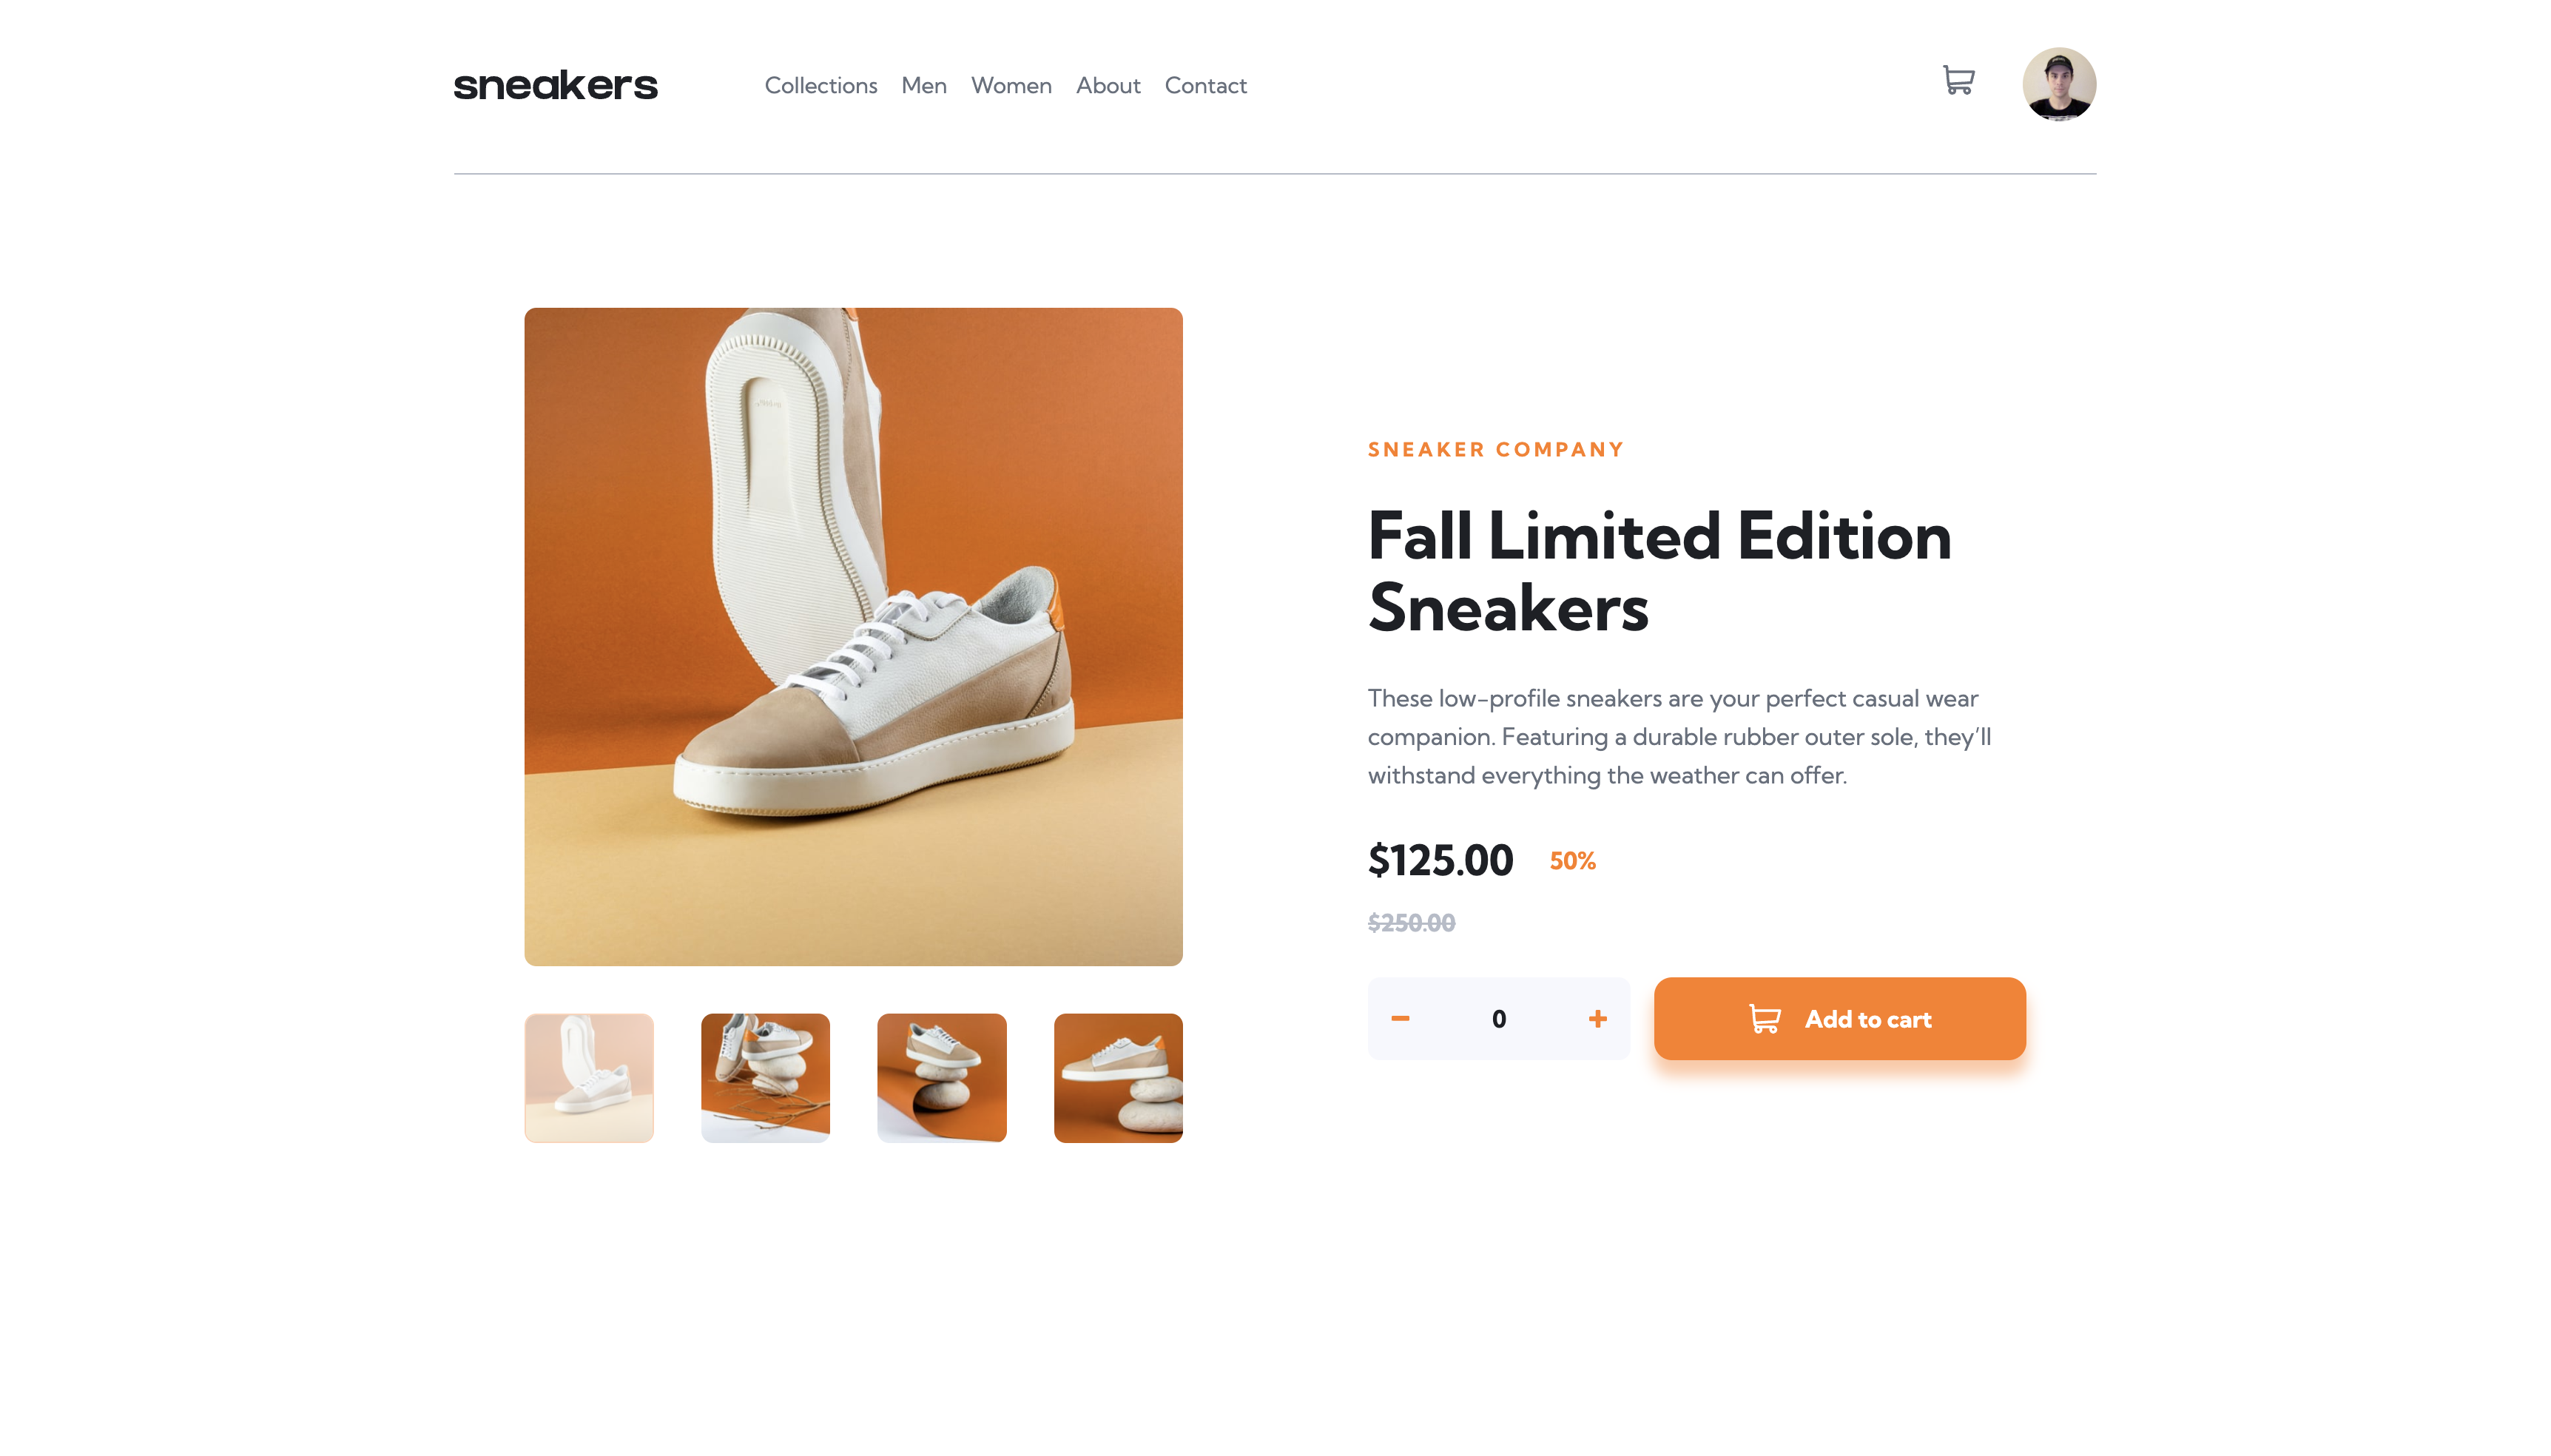 sneakers
Collections Men Women About Contact
SNEAKER COMPANY
Fall Limited Edition
Sneakers
These low-profile sneakers are your perfect casual wear
companion. Featuring a durable rubber outer sole, they’ll
withstand everything the weather can offer.
$125.00 50%
$250.00
0
Add to cart